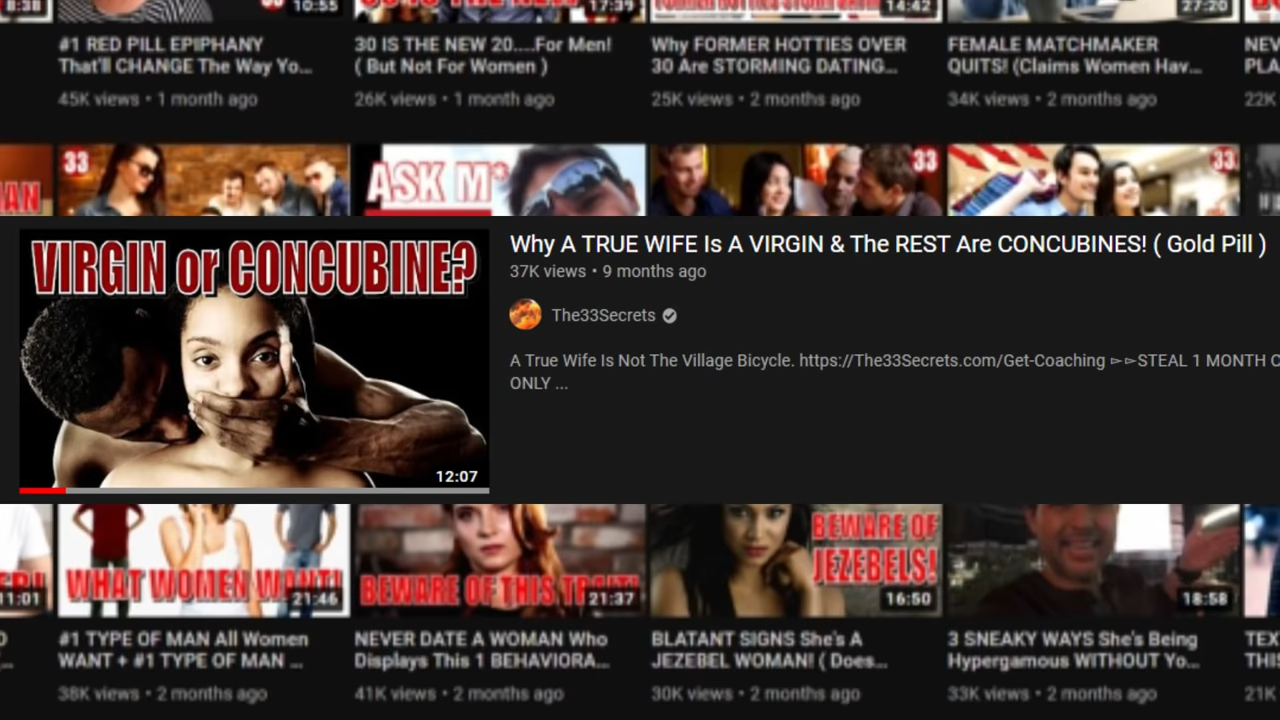 8:38
10:55
17:39
14:42
27:20
#1 RED PILL EPIPHANY
That'll CHANGE The Way Yo...
45K views • 1 month ago
30 IS THE NEW 20....For Men!
( But Not For Women )
26K views • 1 month ago
Why FORMER HOTTIES OVER
30 Are STORMING DATING...
25K views • 2 months ago
FEMALE MATCHMAKER
QUITS! (Claims Women Hav...
34K views • 2 months ago
NEV
PLA
22K
33
ASK M
33
33
VIRGIN or CONCUBINE?
12:07
Why A TRUE WIFE Is A VIRGIN & The REST Are CONCUBINES! ( Gold Pill )
37K views • 9 months ago
The33Secrets
A True Wife Is Not The Village Bicycle. https://The33Secrets.com/Get-Coaching ►►STEAL 1 MONTH
ONLY ...
11:01
WHAT WOMEN WANT!
21:46
BEWARE OF THIS TRAIT!
21:37
BEWARE OF
JEZEBELS!
16:50
18:58
#1 TYPE OF MAN All Women
WANT + #1 TYPE OF MAN ...
38K views • 2 months ago
NEVER DATE A WOMAN Who
Displays This 1 BEHAVIORA...
41K views • 2 months ago
BLATANT SIGNS She's A
JEZEBEL WOMAN! ( Does...
30K views • 2 months ago
3 SNEAKY WAYS She's Being
Hypergamous WITHOUT Yo...
33K views • 2 months ago
TEX
THI
21K